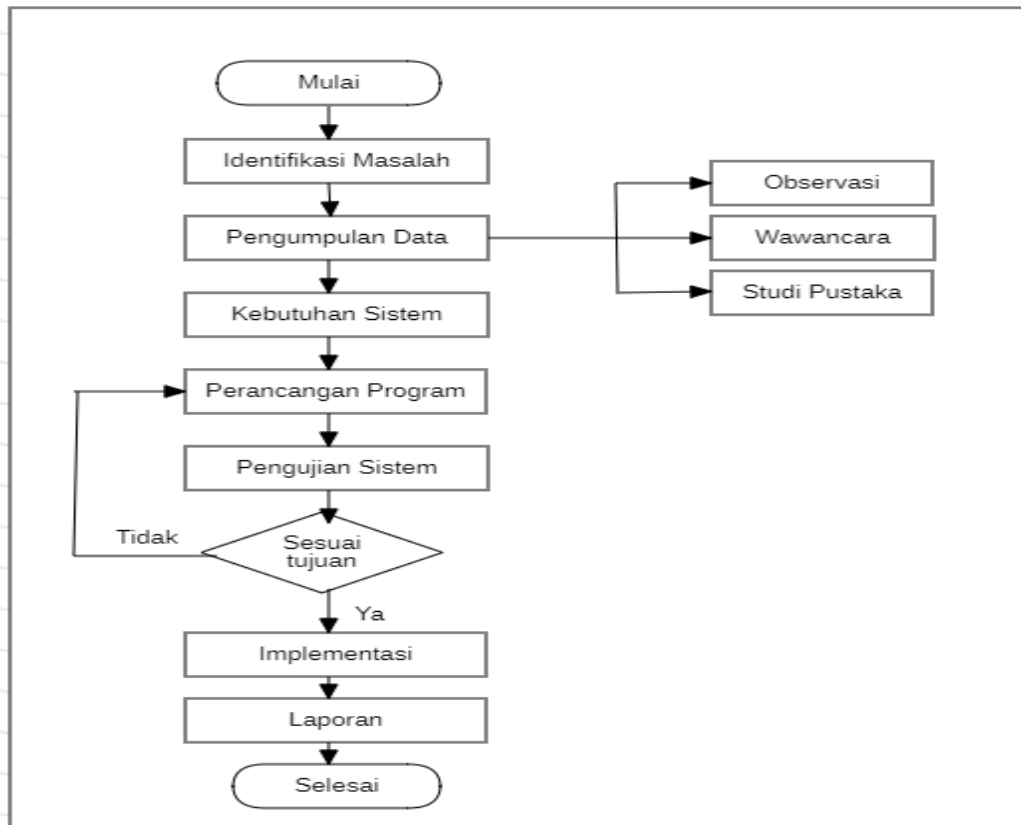 Mulai
Identifikasi Masalah
Pengumpulan Data
Observasi
Wawancara
Studi Pustaka
Kebutuhan Sistem
Perancangan Program
Pengujian Sistem
Sesuai
tujuan
Tidak
Ya
Implementasi
Laporan
Selesai